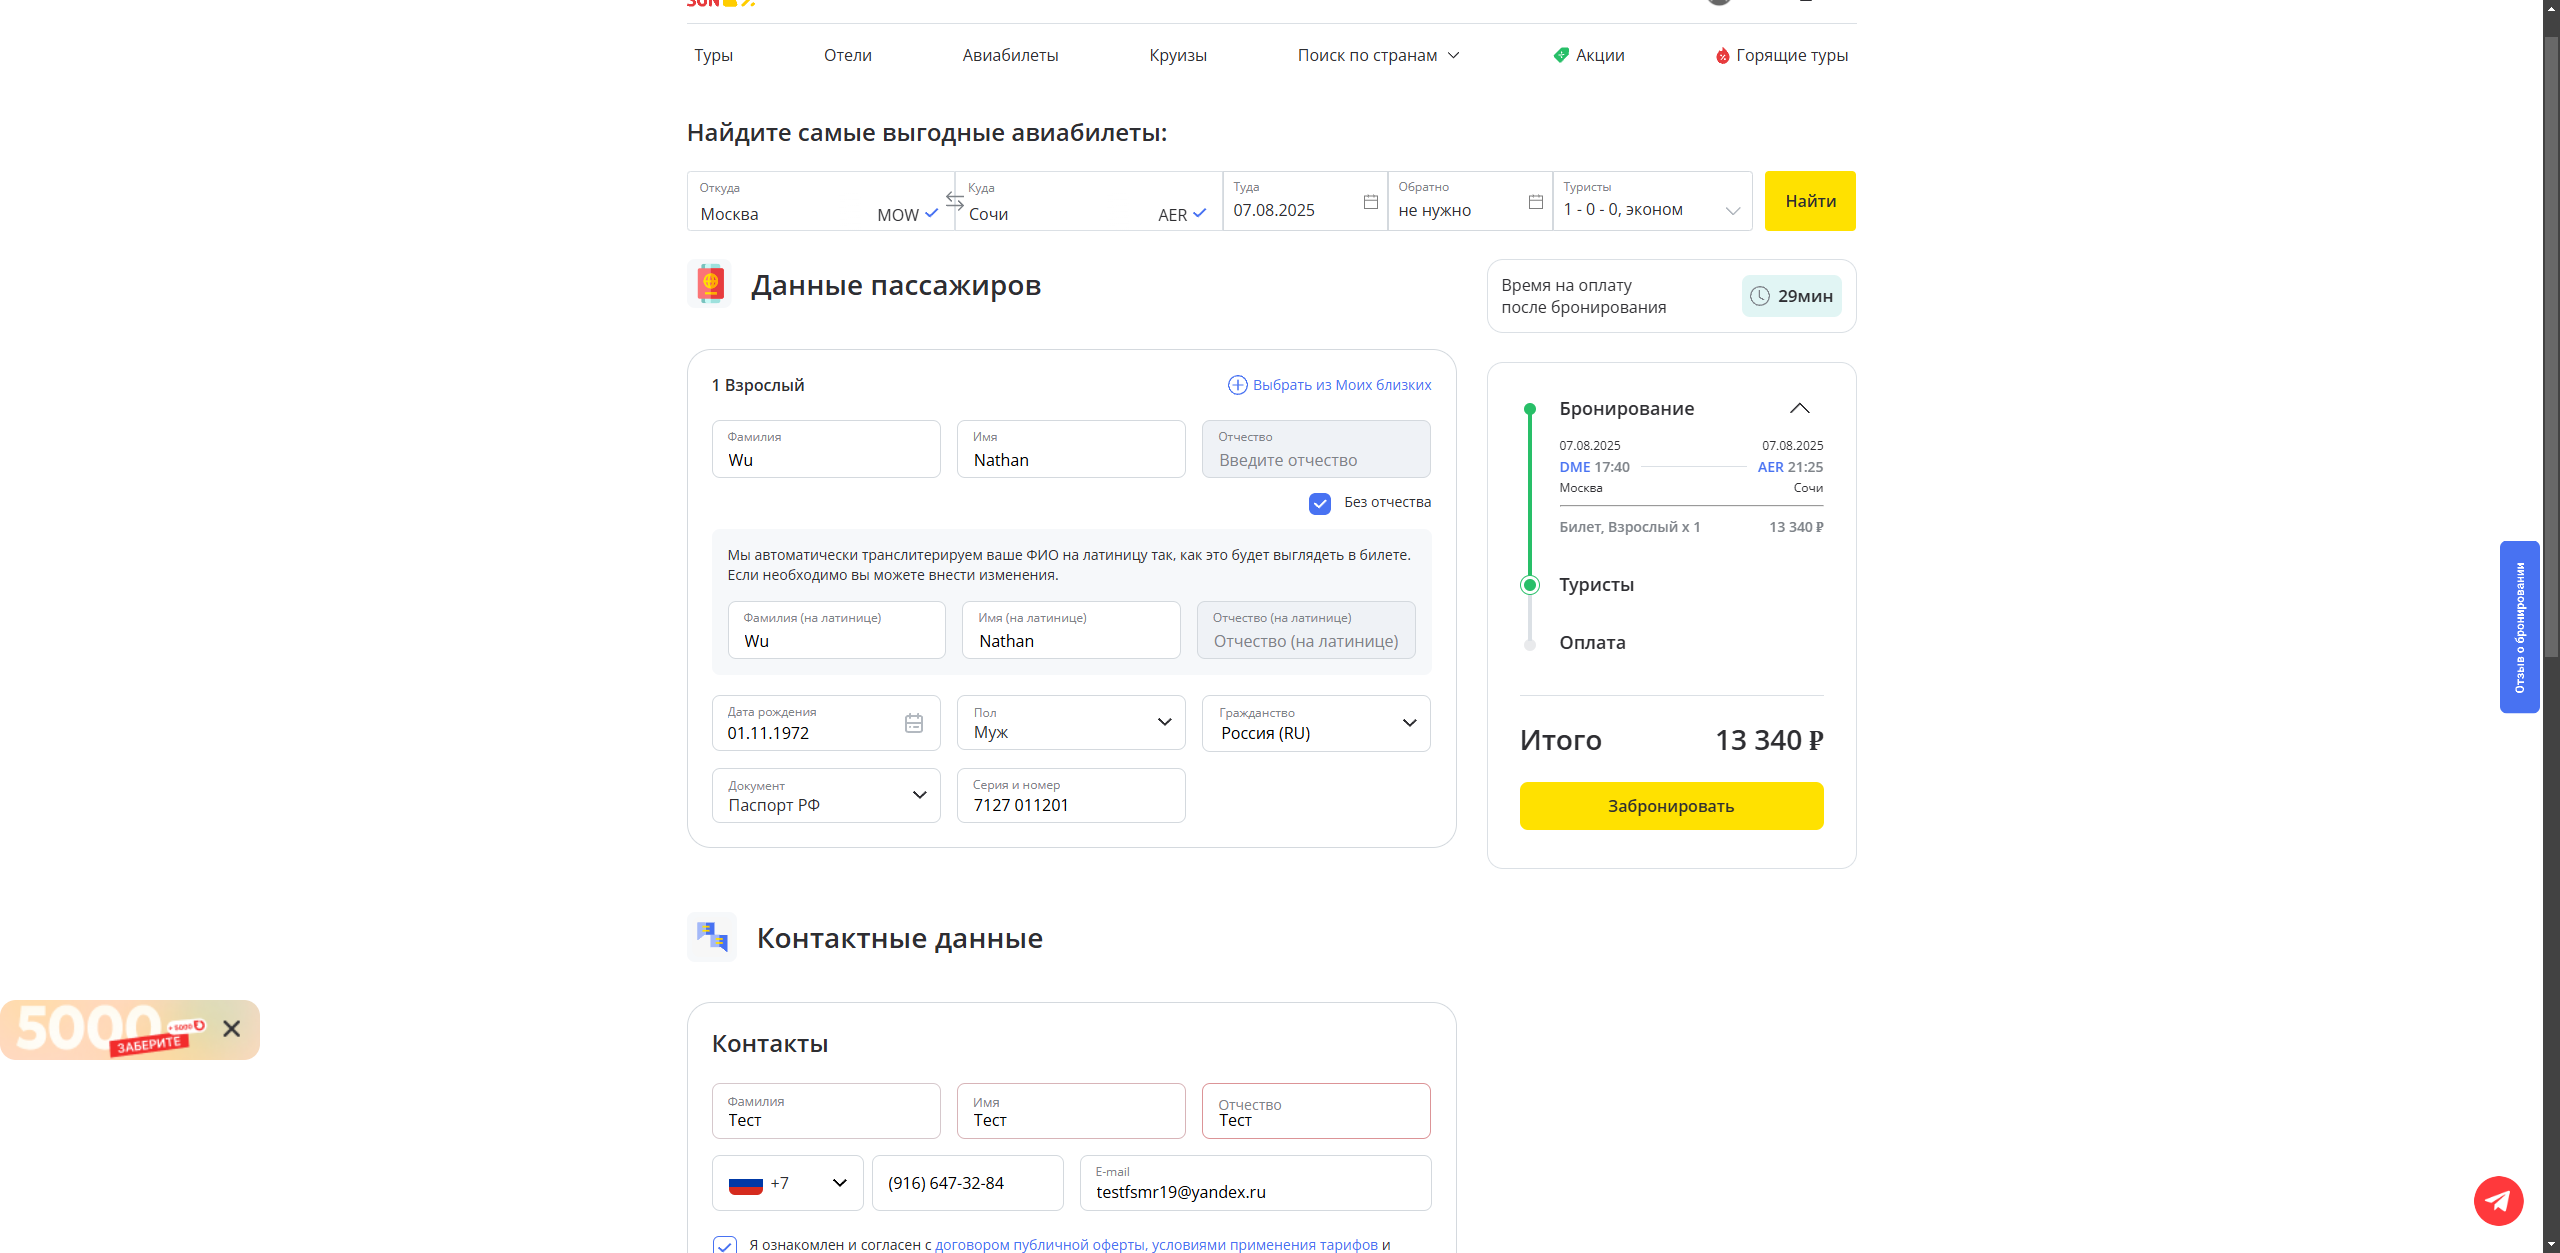 Туры
Отели
Авиабилеты
Круизы
Поиск по странам
Акции
Горящие туры
Найдите самые выгодные авиабилеты:
Откуда
Москва
MOW
Куда
Сочи
AER
Туда
07.08.2025
Обратно
не нужно
Туристы
1 - 0 - 0, эконом
Найти
Данные пассажиров
1 Взрослый
Выбрать из Моих близких
Фамилия
Wu
Имя
Nathan
Отчество
Введите отчество
Без отчества
Мы автоматически транслитерируем ваше ФИО на латиницу так, как это будет выглядеть в билете.
Если необходимо вы можете внести изменения.
Фамилия (на латинице)
Wu
Имя (на латинице)
Nathan
Отчество (на латинице)
Отчество (на латинице)
Дата рождения
01.11.1972
Пол
Муж
Гражданство
Россия (RU)
Документ
Паспорт РФ
Серия и номер
7127 011201
Время на оплату
после бронирования
29мин
Бронирование
07.08.2025
07.08.2025
DME 17:40
AER 21:25
Москва
Сочи
Билет, Взрослый x 1
13 340 ₽
Туристы
Оплата
Итого
13 340 ₽
Забронировать
Отзыв о бронировании
Контактные данные
5000
+5000
ЗАБЕРИТЕ
Контакты
Фамилия
Тест
Имя
Тест
Отчество
Тест
+7
(916) 647-32-84
E-mail
testfsmr19@yandex.ru
Я ознакомлен и согласен с договором публичной оферты, условиями применения тарифов и